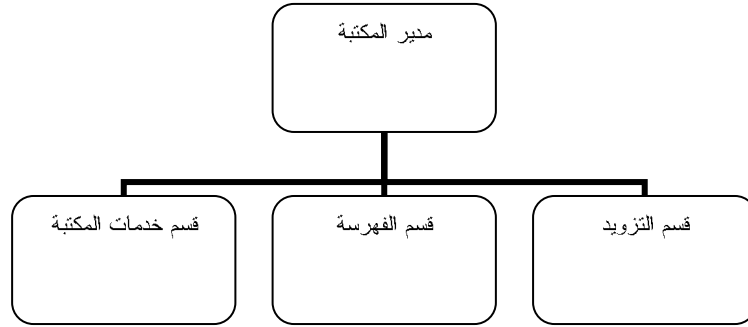 مدير المكتبة
قسم التزويد
قسم الفهرسة
قسم خدمات المكتبة